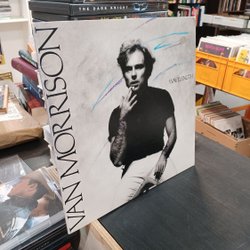 THE DARK KNIGHT
VAN MORRISON
WAVELENGTH